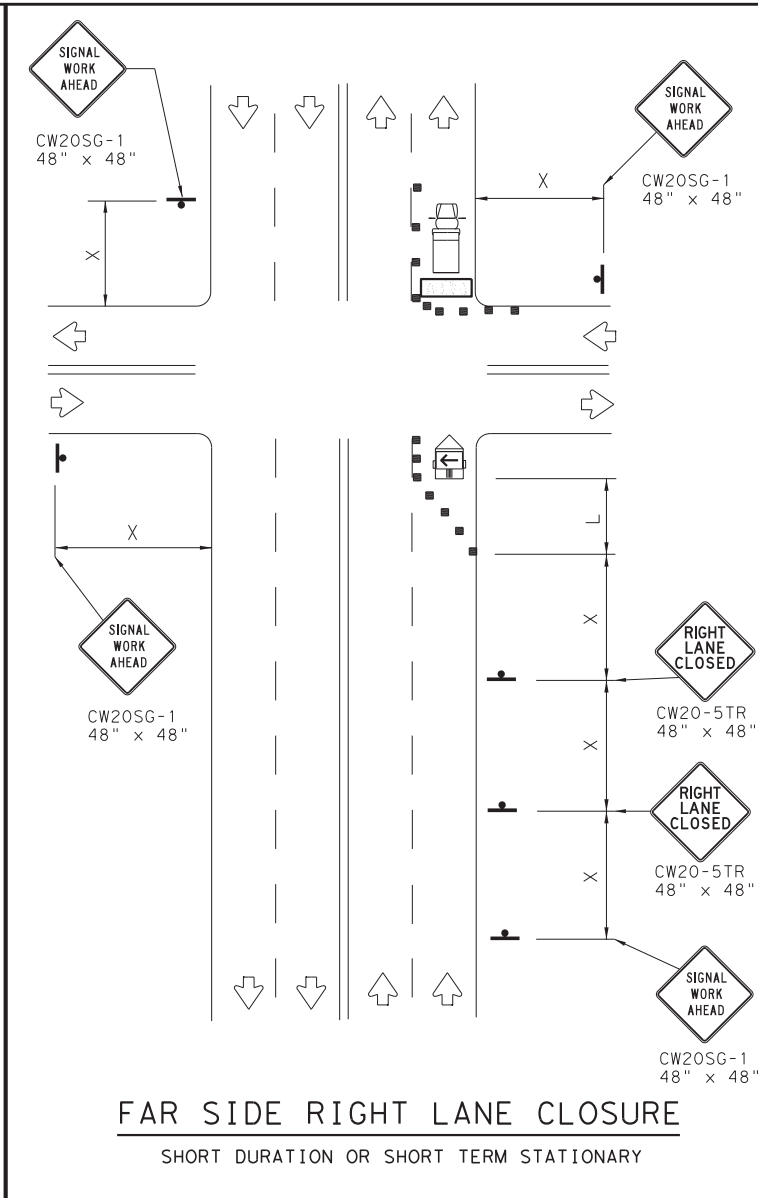 SIGNAL
WORK
AHEAD
CW20SG-1
48" x 48"
X
SIGNAL
WORK
AHEAD
CW20SG-1
48" x 48"
X
X
SIGNAL
WORK
AHEAD
CW20SG-1
48" x 48"
L
X
RIGHT
LANE
CLOSED
CW20-5TR
48" x 48"
X
RIGHT
LANE
CLOSED
CW20-5TR
48" x 48"
X
SIGNAL
WORK
AHEAD
CW20SG-1
48" x 48"
FAR SIDE RIGHT LANE CLOSURE
SHORT DURATION OR SHORT TERM STATIONARY